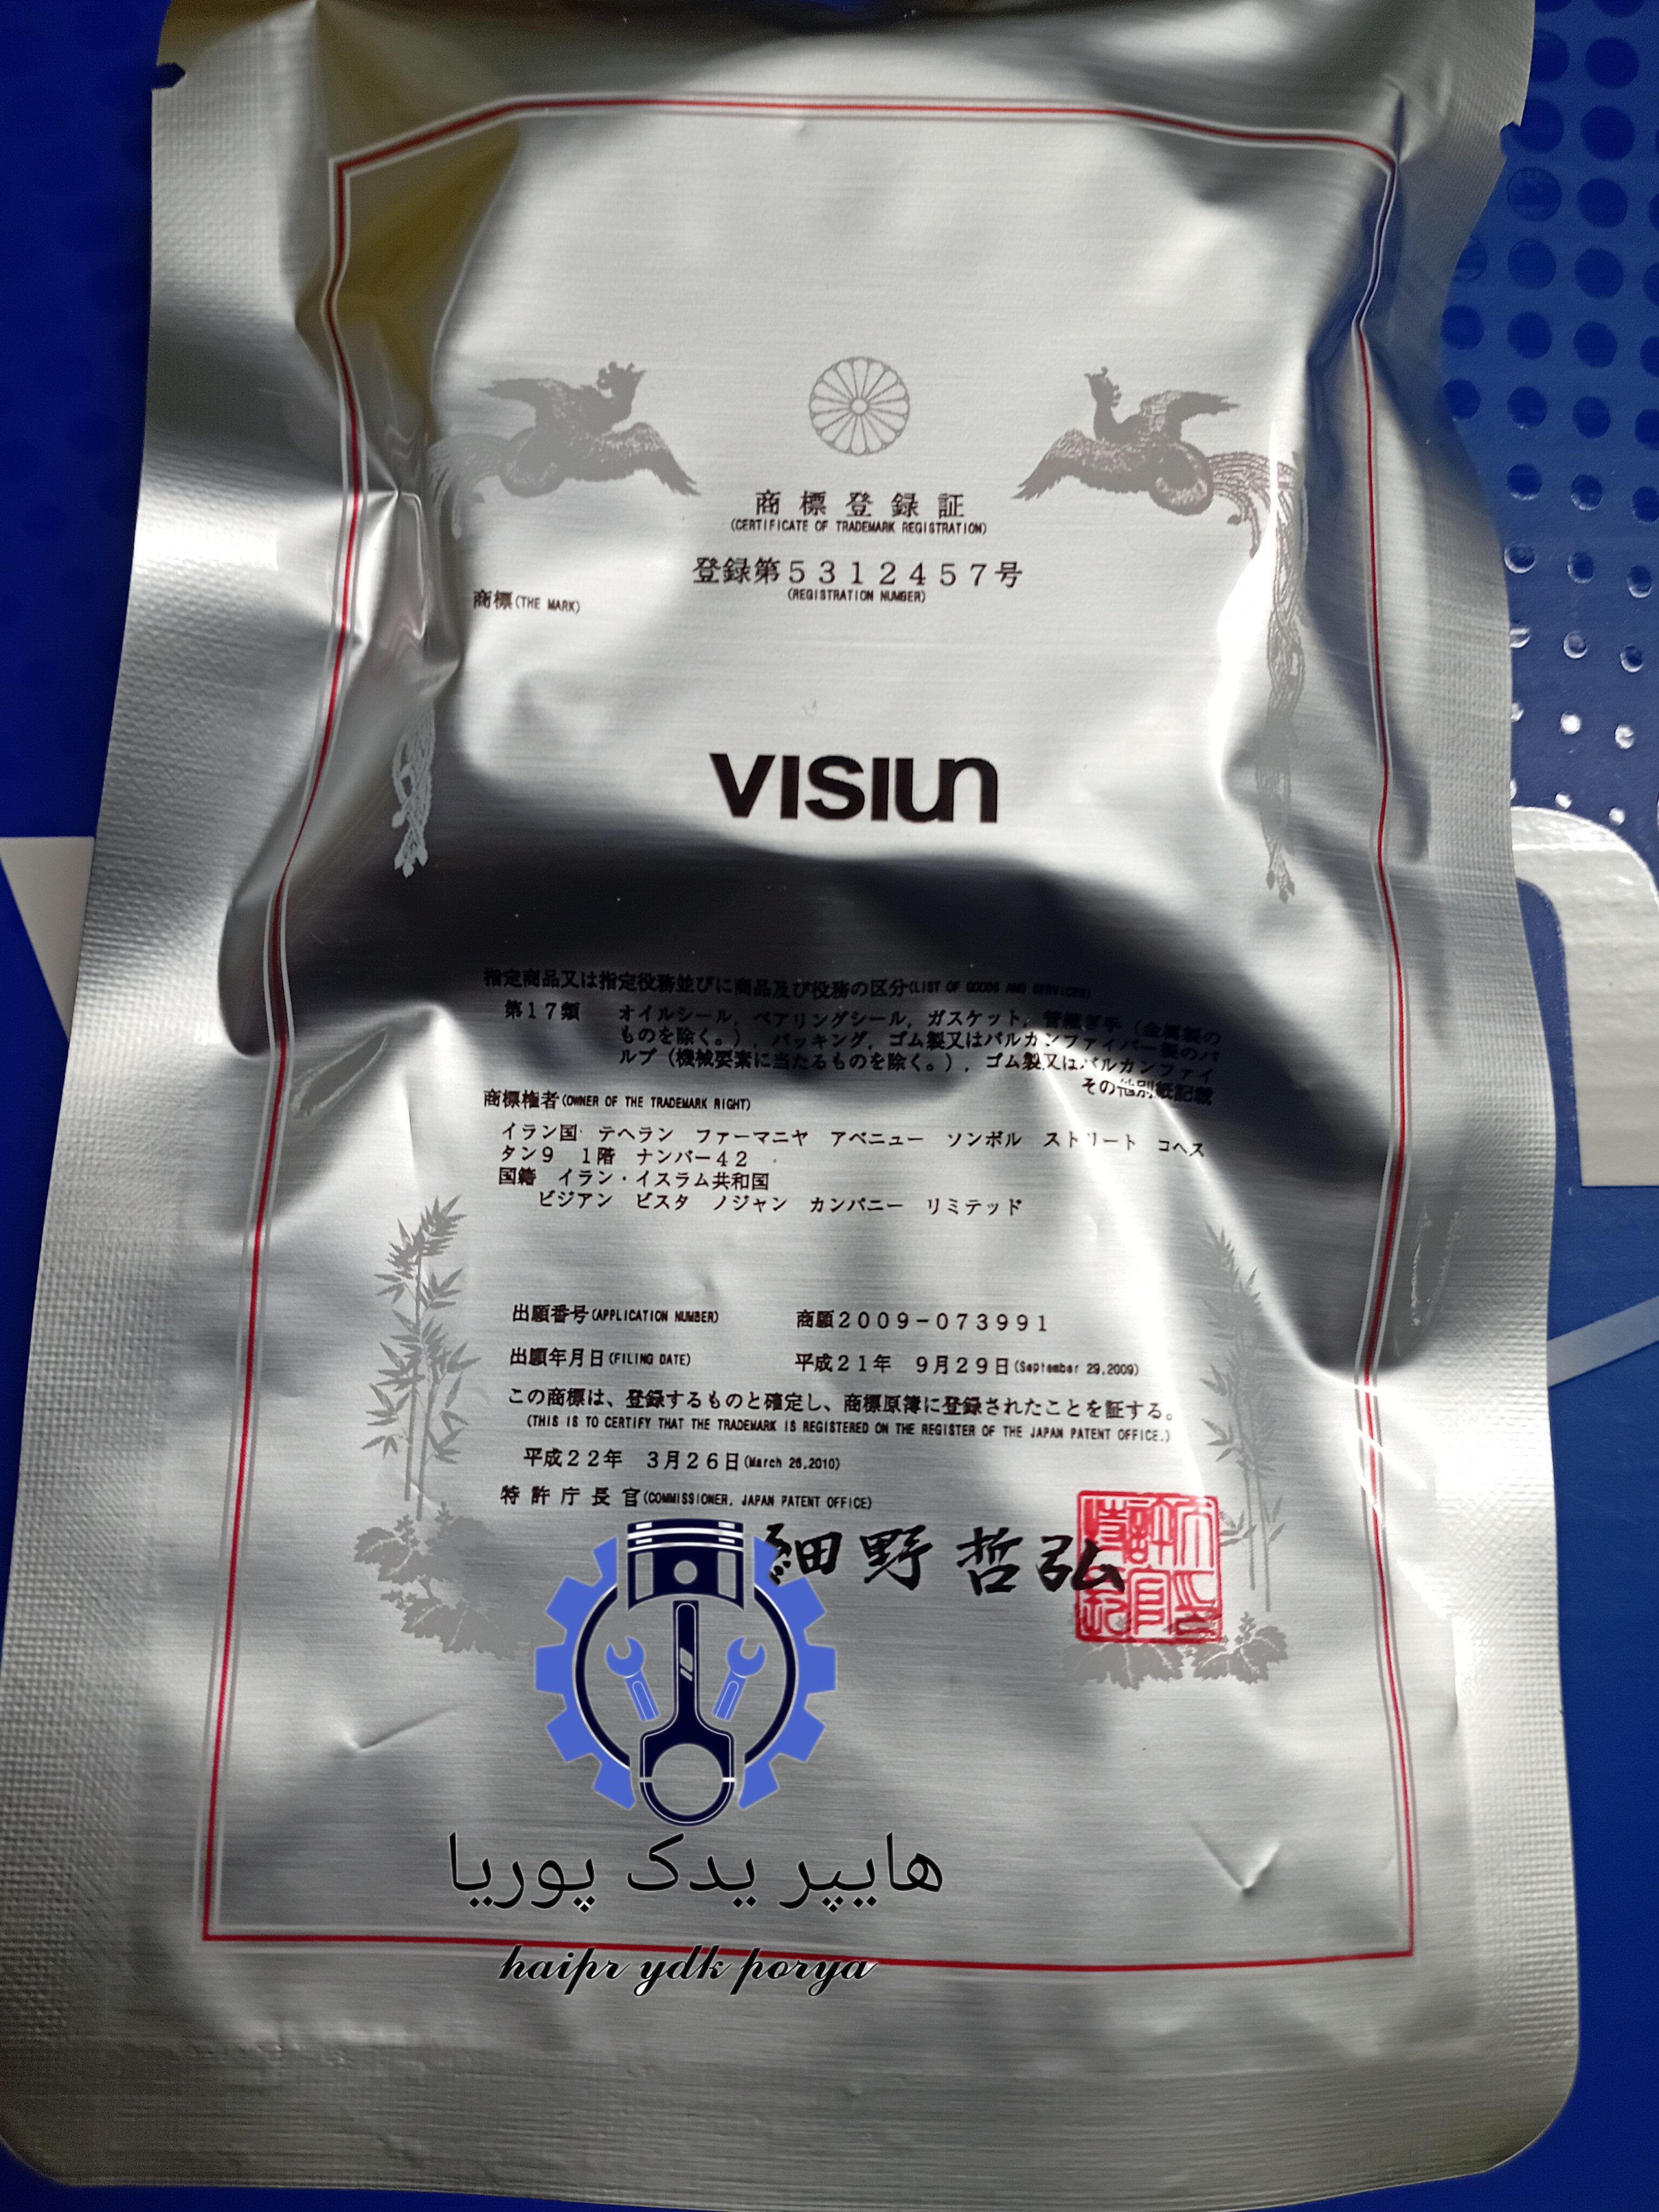 商標登録証
(CERTIFICATE OF TRADEMARK REGISTRATION)
登録第5312457号
(REGISTRATION NUMBER)
商標(THE MARK)
VISIUN
指定商品又は指定役務並びに商品及び役務の区分(LIST OF GOODS AND SERVICES)
第17類 オイルシール，ベアリングシール，ガスケット，管継ぎ手（金属製の
ものを除く。），パッキング，ゴム製又はバルカンファイバー製のバ
ルブ（機械要素に当たるものを除く。），ゴム製又はバルカンファイ
その他別紙記載
商標権者(OWNER OF THE TRADEMARK RIGHT)
イラン国 テヘラン ファーマニヤ アベニュー ソンボル ストリート コヘス
タン9 1階 ナンバー42
国籍 イラン・イスラム共和国
ビジアン ビスタ ノジャン カンパニー リミテッド
出願番号(APPLICATION NUMBER) 商願2009-073991
出願年月日(FILING DATE) 平成21年 9月29日(September 29,2009)
この商標は、登録するものと確定し、商標原簿に登録されたことを証する。
(THIS IS TO CERTIFY THAT THE TRADEMARK IS REGISTERED ON THE REGISTER OF THE JAPAN PATENT OFFICE.)
平成22年 3月26日(March 26,2010)
特許庁長官(COMMISSIONER, JAPAN PATENT OFFICE)
細野哲弘
هایپر یدک پوریا
haipr ydk porya